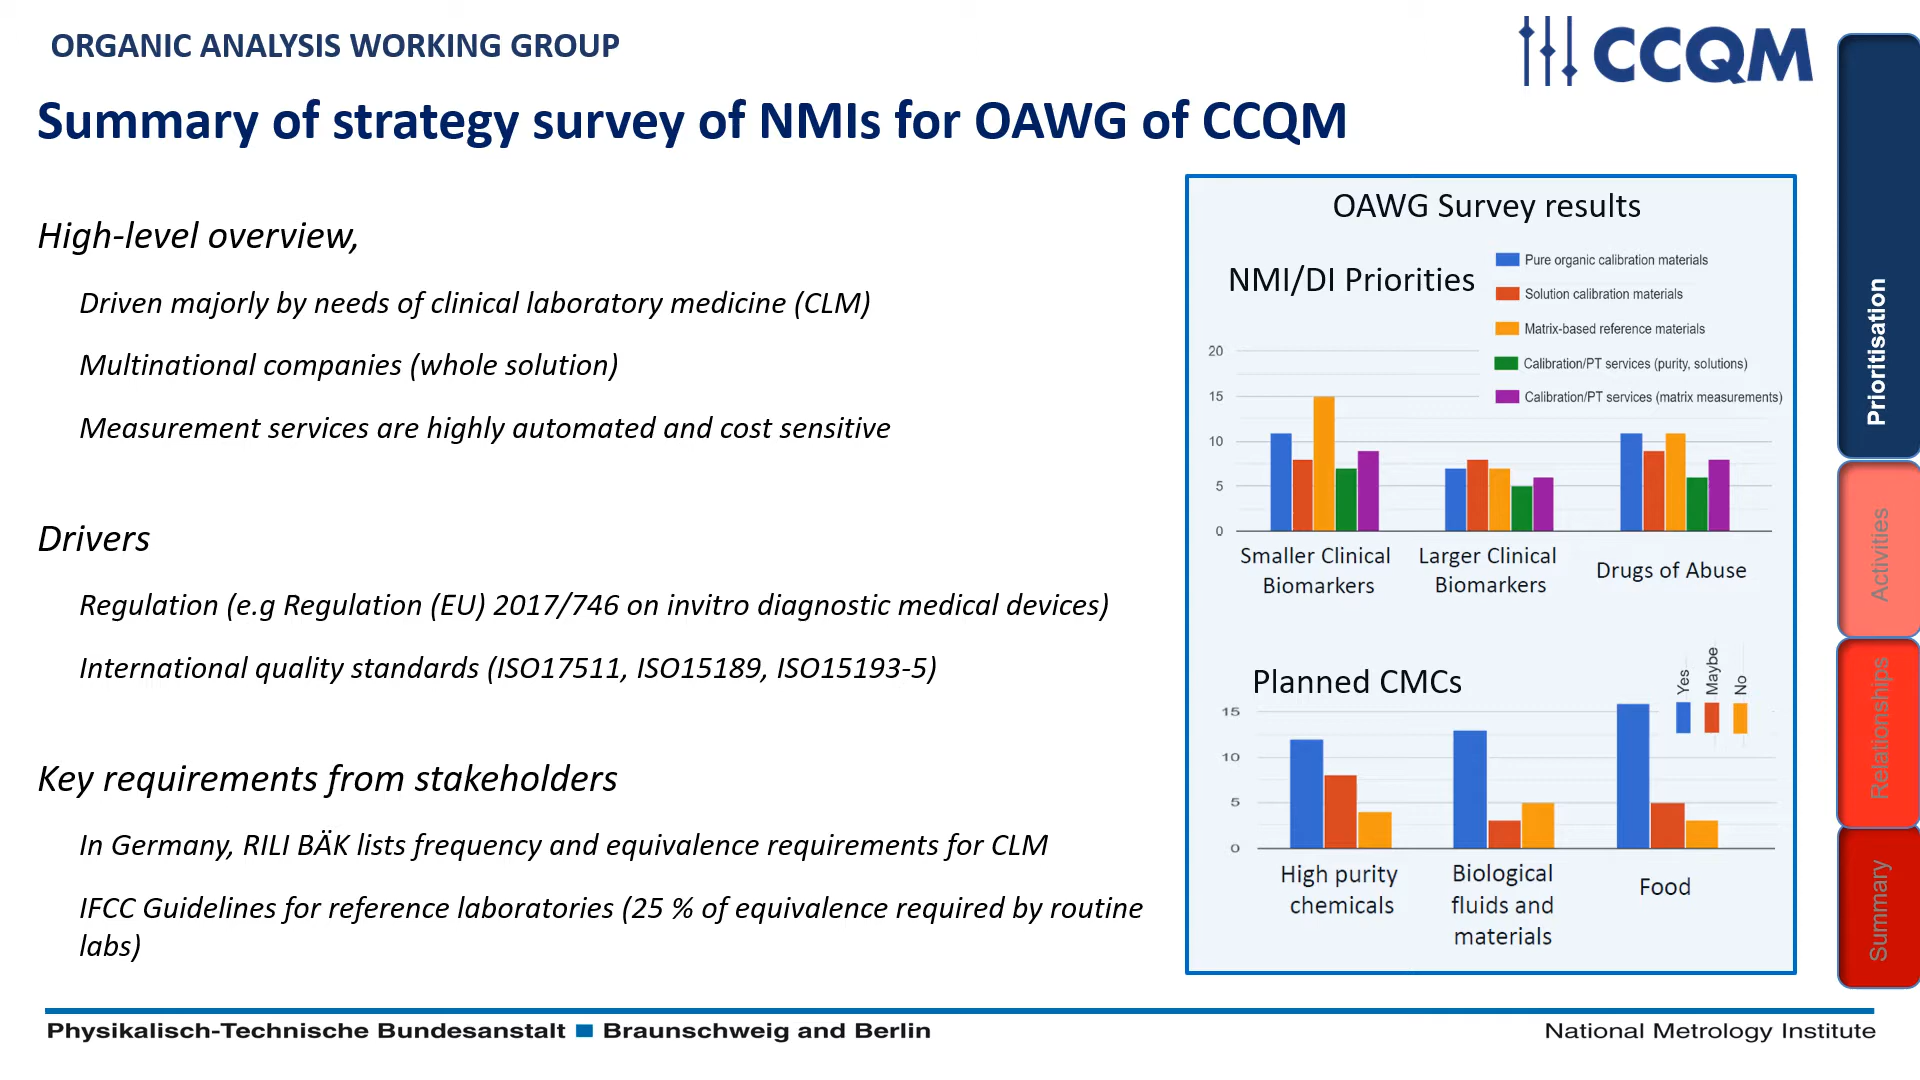 ORGANIC ANALYSIS WORKING GROUP
CCQM
Summary of strategy survey of NMIs for OAWG of CCQM
High-level overview,
Driven majorly by needs of clinical laboratory medicine (CLM)
Multinational companies (whole solution)
Measurement services are highly automated and cost sensitive
Drivers
Regulation (e.g Regulation (EU) 2017/746 on invitro diagnostic medical devices)
International quality standards (ISO17511, ISO15189, ISO15193-5)
Key requirements from stakeholders
In Germany, RILI BÄK lists frequency and equivalence requirements for CLM
IFCC Guidelines for reference laboratories (25 % of equivalence required by routine
labs)
OAWG Survey results
NMI/DI Priorities
Pure organic calibration materials
Solution calibration materials
Matrix-based reference materials
Calibration/PT services (purity, solutions)
Calibration/PT services (matrix measurements)
20
15
10
5
0
Smaller Clinical
Biomarkers
Larger Clinical
Biomarkers
Drugs of Abuse
Planned CMCs
Yes
Maybe
No
15
10
5
0
High purity
chemicals
Biological
fluids and
materials
Food
Prioritisation
Activities
Relationships
Summary
Physikalisch-Technische Bundesanstalt ■ Braunschweig and Berlin
National Metrology Institute